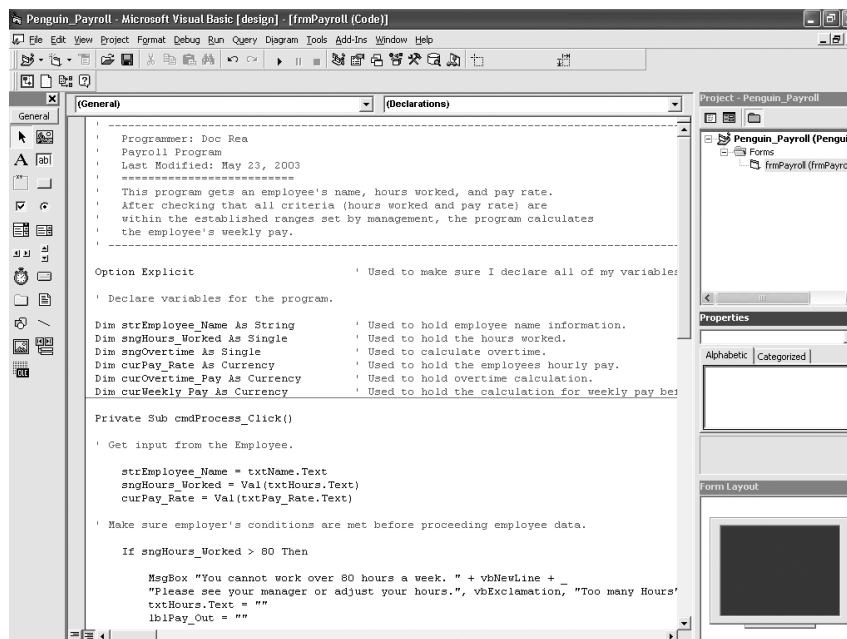 Penguin_Payroll - Microsoft Visual Basic [design] - [frmPayroll (Code)]
File Edit View Project Format Debug Run Query Diagram Tools Add-Ins Window Help
General
(General)
(Declarations)
' ----------------------------------------------------------------
' Programmer: Doc Rea
' Payroll Program
' Last Modified: May 23, 2003
' ==========================
' This program gets an employee's name, hours worked, and pay rate.
' After checking that all criteria (hours worked and pay rate) are
' within the established ranges set by management, the program calculates
' the employee's weekly pay.
' ----------------------------------------------------------------
Option Explicit ' Used to make sure I declare all of my variables
' Declare variables for the program.
Dim strEmployee_Name As String ' Used to hold employee name information.
Dim sngHours_Worked As Single ' Used to hold the hours worked.
Dim sngOvertime As Single ' Used to calculate overtime.
Dim curPay_Rate As Currency ' Used to hold the employees hourly pay.
Dim curOvertime_Pay As Currency ' Used to hold overtime calculation.
Dim curWeekly_Pay As Currency ' Used to hold the calculation for weekly pay bef
Private Sub cmdProcess_Click()
' Get input from the Employee.
strEmployee_Name = txtName.Text
sngHours_Worked = Val(txtHours.Text)
curPay_Rate = Val(txtPay_Rate.Text)
' Make sure employer's conditions are met before proceeding employee data.
If sngHours_Worked > 80 Then
MsgBox "You cannot work over 80 hours a week. " + vbNewLine + _
"Please see your manager or adjust your hours.", vbExclamation, "Too many Hours"
txtHours.Text = ""
lblPay_Out = ""
Project - Penguin_Payroll
Penguin_Payroll (Pengui
Forms
frmPayroll (frmPayro
Properties
Alphabetic Categorized
Form Layout
A
ab|
OLE